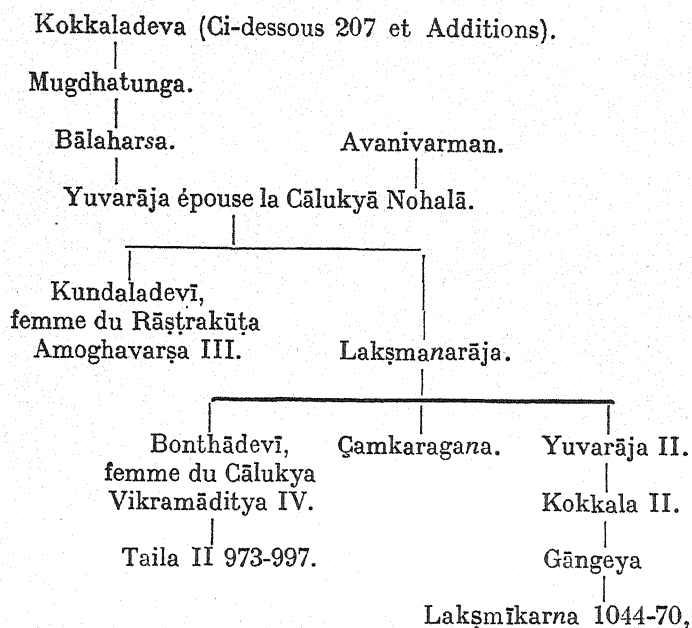 Kokkaladeva (Ci-dessous 207 et Additions).
Mugdhatunga.
Bālaharsa.
Avanivarman.
Yuvarāja épouse la Cālukyā Nohalā.
Kundaladevī,
femme du Rāṣṭrakūṭa
Amoghavarṣa III.
Lakṣmanarāja.
Bonthādevī,
femme du Cālukya
Vikramāditya IV.
Taila II 973-997.
Çamkaragana.
Yuvarāja II.
Kokkala II.
Gāngeya
Lakṣmīkarna 1044-70,